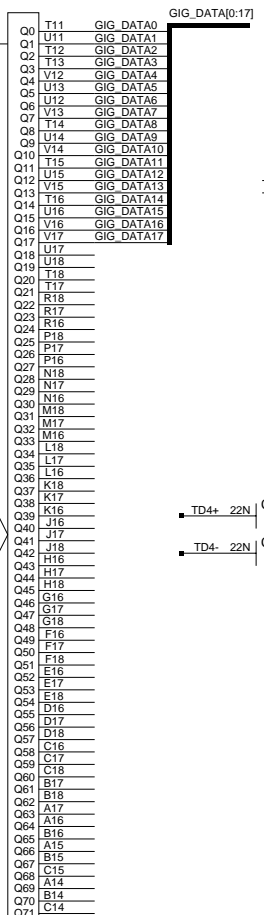 GIG_DATA[0:17]
Q0 T11 GIG_DATA0
Q1 U11 GIG_DATA1
Q2 T12 GIG_DATA2
Q3 T13 GIG_DATA3
Q4 V12 GIG_DATA4
Q5 U13 GIG_DATA5
Q6 U12 GIG_DATA6
Q7 V13 GIG_DATA7
Q8 T14 GIG_DATA8
Q9 U14 GIG_DATA9
Q10 V14 GIG_DATA10
Q11 T15 GIG_DATA11
Q12 U15 GIG_DATA12
Q13 V15 GIG_DATA13
Q14 T16 GIG_DATA14
Q15 U16 GIG_DATA15
Q16 V16 GIG_DATA16
Q17 V17 GIG_DATA17
Q18 U17
Q19 U18
Q20 T18
Q21 T17
Q22 R18
Q23 R17
Q24 R16
Q25 P18
Q26 P17
Q27 P16
Q28 N18
Q29 N17
Q30 N16
Q31 M18
Q32 M17
Q33 M16
Q34 L18
Q35 L17
Q36 L16
Q37 K18
Q38 K17
Q39 K16
TD4+ 22N
Q40 J16
Q41 J17
Q42 J18
TD4- 22N
Q43 H16
Q44 H17
Q45 H18
Q46 G16
Q47 G17
Q48 G18
Q49 F16
Q50 F17
Q51 F18
Q52 E16
Q53 E17
Q54 E18
Q55 D16
Q56 D17
Q57 D18
Q58 C16
Q59 C17
Q60 C18
Q61 B17
Q62 B18
Q63 A17
Q64 A16
Q65 B16
Q66 A15
Q67 B15
Q68 C15
Q69 A14
Q70 B14
Q71 C14